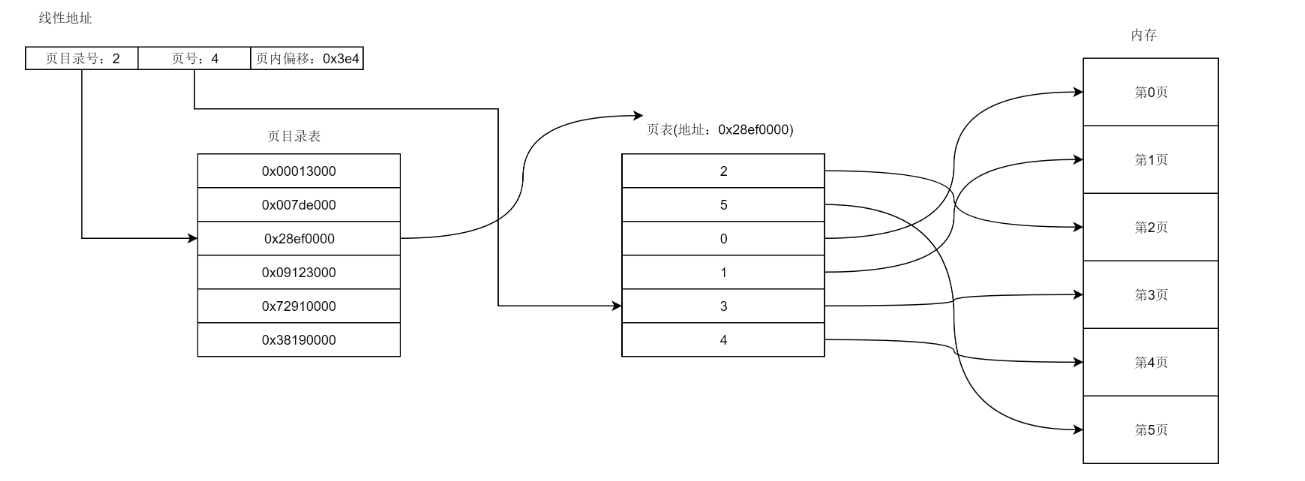 线性地址
页目录号：2
页号：4
页内偏移：0x3e4
页目录表
0x00013000
0x007de000
0x28ef0000
0x09123000
0x72910000
0x38190000
页表(地址：0x28ef0000)
2
5
0
1
3
4
内存
第0页
第1页
第2页
第3页
第4页
第5页